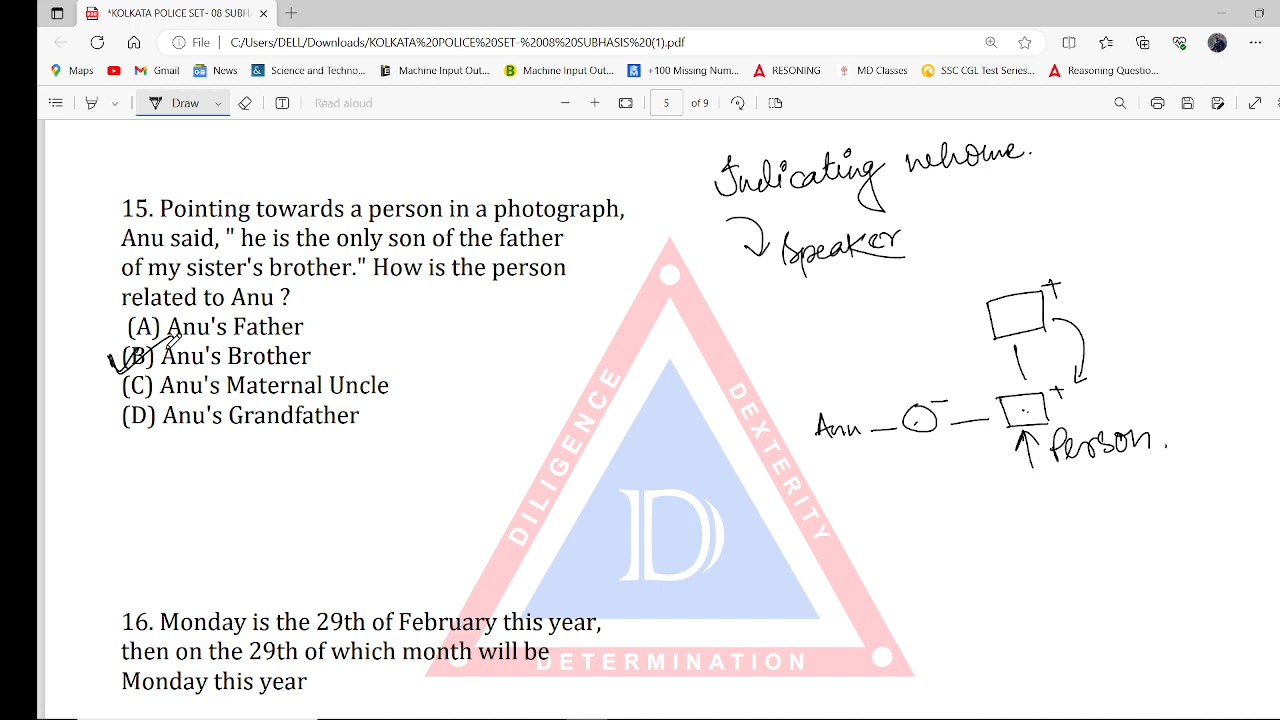 *KOLKATA POLICE SET- 08 SUBH
File
C:/Users/DELL/Downloads/KOLKATA%20POLICE%20SET-%2008%20SUBHASIS%20(1).pdf
Maps
Gmail
News
Science and Techno...
Machine Input Out...
Machine Input Out...
+100 Missing Num...
RESONING
MD Classes
SSC CGL Test Series...
Reasoning Questio...
Draw
Read aloud
5
of 9
Indicating
Speaker
15. Pointing towards a person in a photograph,
Anu said, " he is the only son of the father
of my sister's brother." How is the person
related to Anu ?
(A) Anu's Father
(B) Anu's Brother
(C) Anu's Maternal Uncle
(D) Anu's Grandfather
+
+
Anu
−
Person.
DILIGENCE
DEXTERITY
D
DETERMINATION
16. Monday is the 29th of February this year,
then on the 29th of which month will be
Monday this year